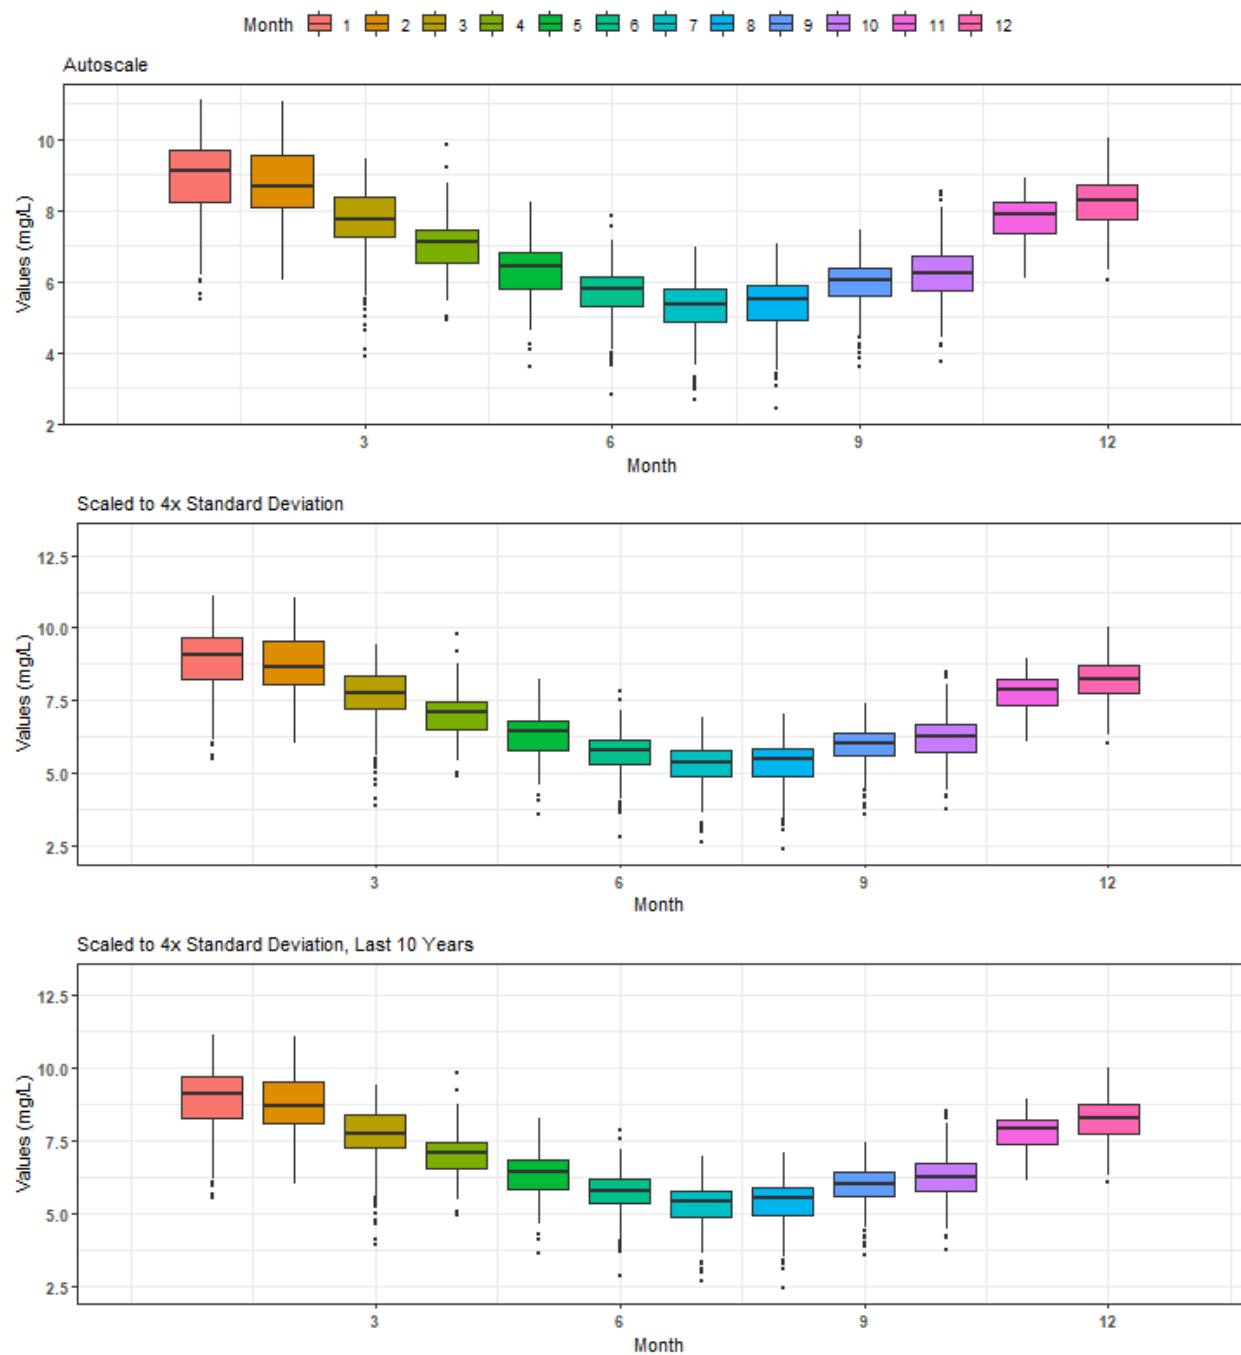 Month 1 2 3 4 5 6 7 8 9 10 11 12
Autoscale
Values (mg/L)
10
8
6
4
2
3 6 9 12
Month
Scaled to 4x Standard Deviation
Values (mg/L)
12.5
10.0
7.5
5.0
2.5
3 6 9 12
Month
Scaled to 4x Standard Deviation, Last 10 Years
Values (mg/L)
12.5
10.0
7.5
5.0
2.5
3 6 9 12
Month